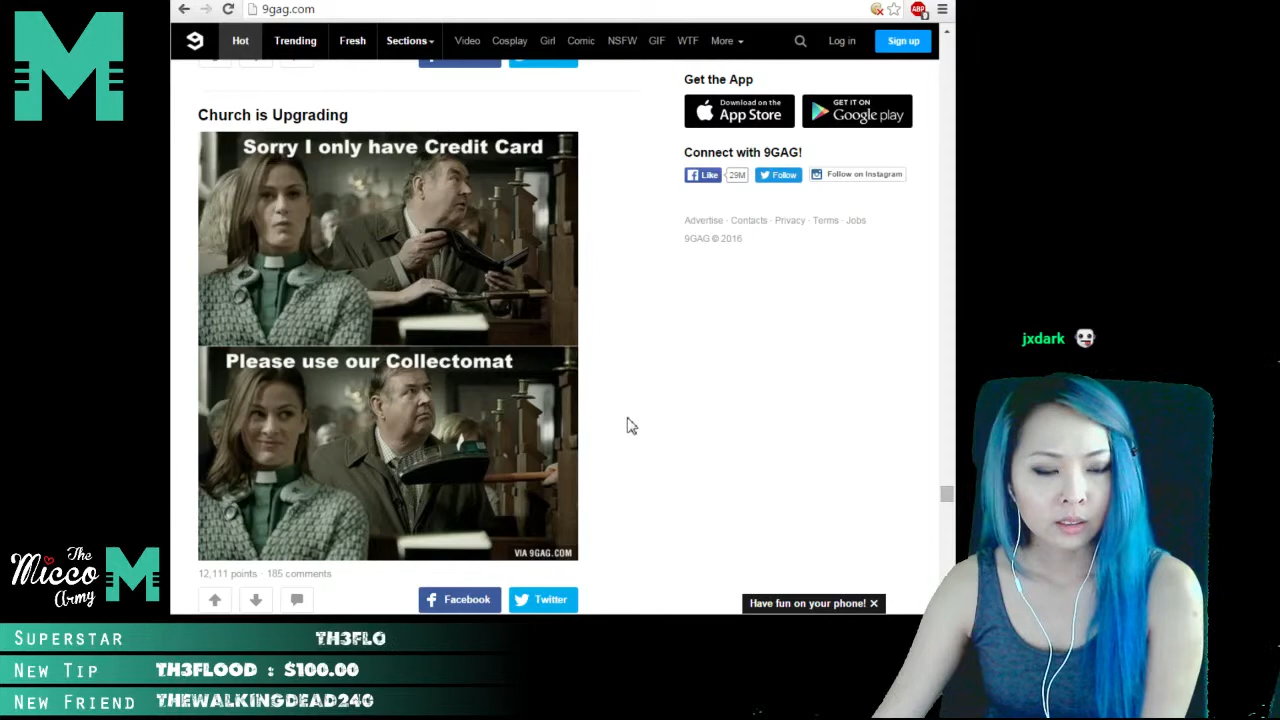 9gag.com
ABP
Hot Trending Fresh Sections Video Cosplay Girl Comic NSFW GIF WTF More Log in Sign up
Church is Upgrading
Sorry I only have Credit Card
Please use our Collectomat
VIA 9GAG.COM
12,111 points · 185 comments
Facebook Twitter
Get the App
Download on the App Store
GET IT ON Google play
Connect with 9GAG!
Like 29M Follow Follow on Instagram
Advertise · Contacts · Privacy · Terms · Jobs
9GAG © 2016
Have fun on your phone! ✕
jxdark
M
The
Micco
Army
M
SUPERSTAR TH3FLO
NEW TIP TH3FLOOD : $100.00
NEW FRIEND THEWALKINGDEAD240